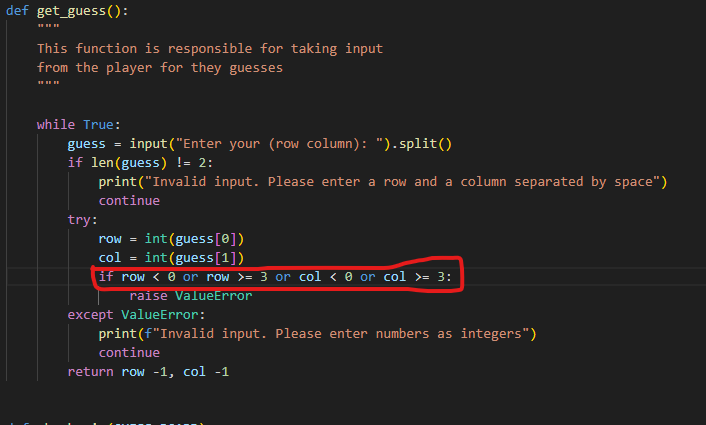 def get_guess():
"""
This function is responsible for taking input
from the player for they guesses
"""
while True:
guess = input("Enter your (row column): ").split()
if len(guess) != 2:
print("Invalid input. Please enter a row and a column separated by space")
continue
try:
row = int(guess[0])
col = int(guess[1])
if row < 0 or row >= 3 or col < 0 or col >= 3:
raise ValueError
except ValueError:
print(f"Invalid input. Please enter numbers as integers")
continue
return row -1, col -1